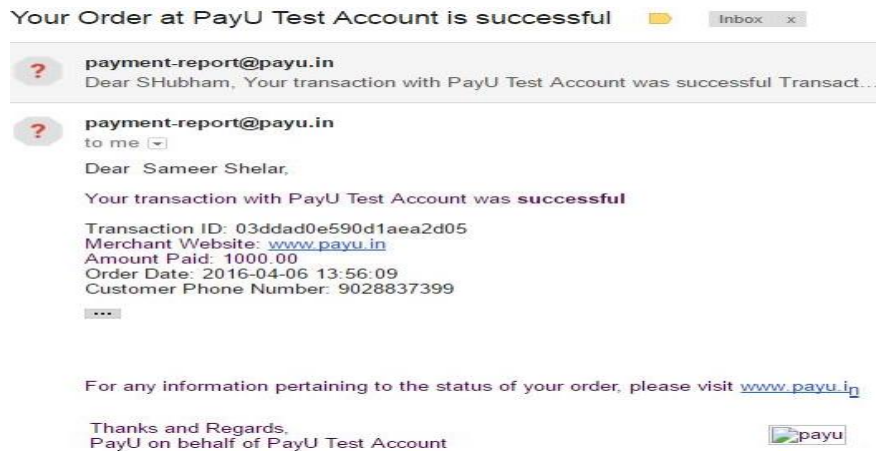 Your Order at PayU Test Account is successful Inbox x
? payment-report@payu.in
Dear SHubham, Your transaction with PayU Test Account was successful Transact...
? payment-report@payu.in
to me
Dear Sameer Shelar,
Your transaction with PayU Test Account was successful
Transaction ID: 03ddad0e590d1aea2d05
Merchant Website: www.payu.in
Amount Paid: 1000.00
Order Date: 2016-04-06 13:56:09
Customer Phone Number: 9028837399
...
For any information pertaining to the status of your order, please visit www.payu.in
Thanks and Regards,
PayU on behalf of PayU Test Account
payu